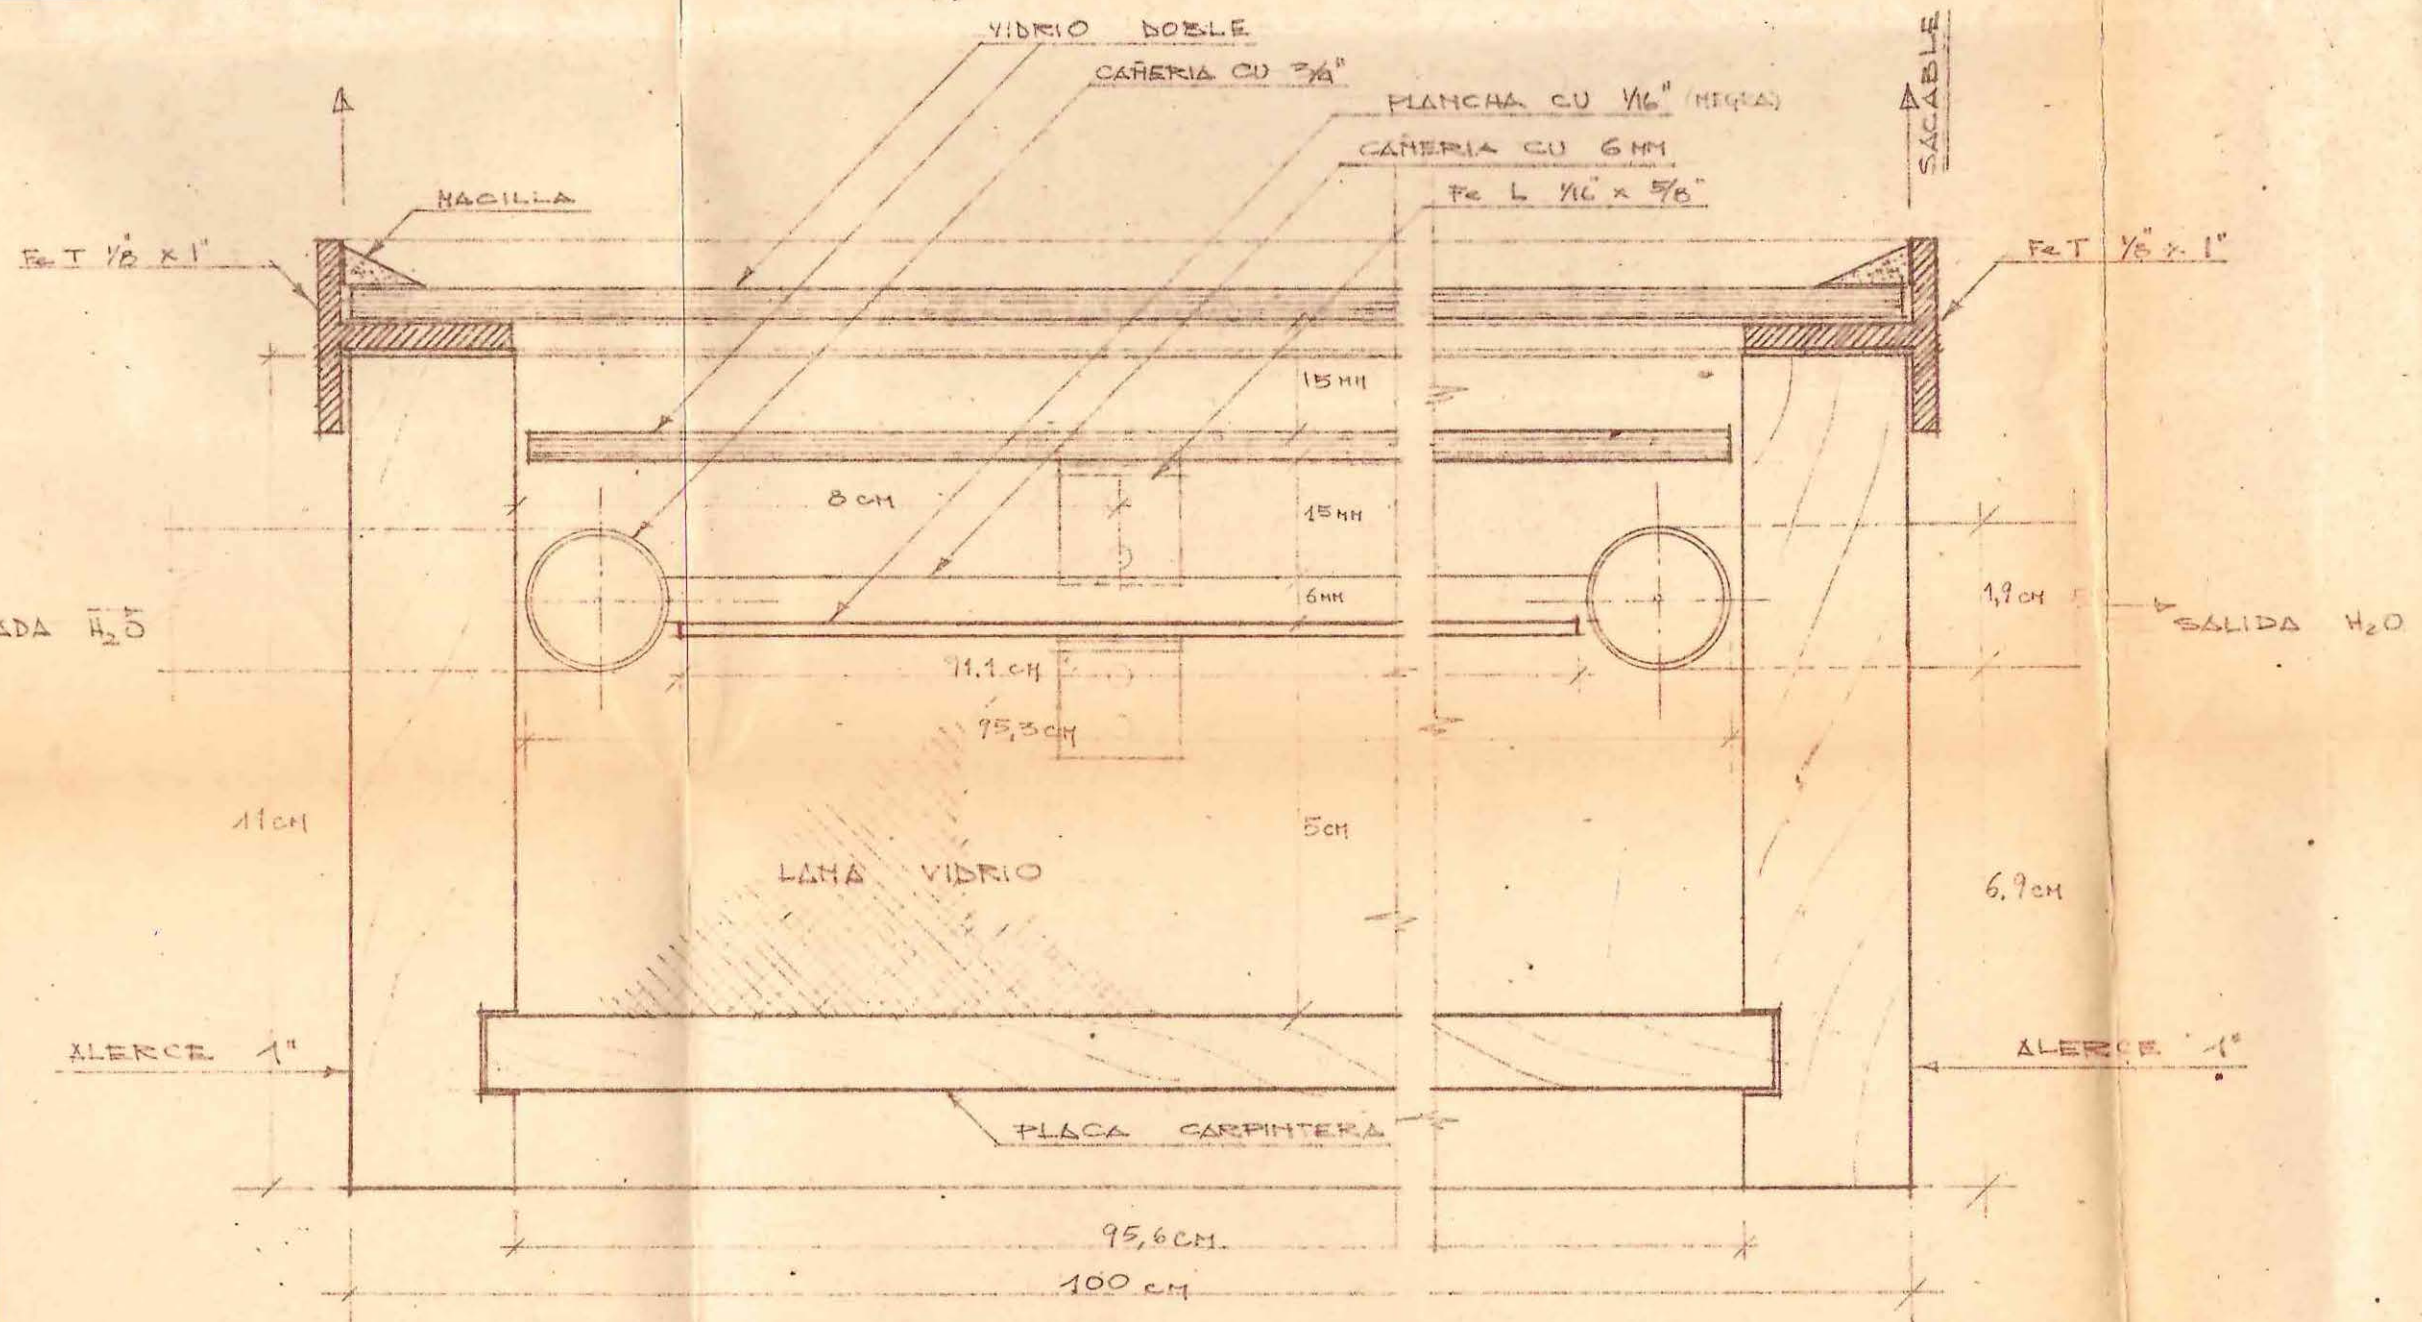 VIDRIO DOBLE
CAÑERIA CU 3/4"
PLANCHA CU 1/16" (NEGRA)
CAÑERIA CU 6 MM
Fe L 1/16" x 5/8"
SACABLE
MACILLA
Fe T 1/8" x 1"
Fe T 1/8" x 1"
15 MM
8 CM
15 MM
6 MM
1,9 CM
ADA H2O
SALIDA H2O
91.1 CM
95,3 CM
11 CM
5 CM
LANA VIDRIO
6,9 CM
ALERCE 1"
ALERCE 1"
PLACA CARPINTERA
95,6 CM.
100 CM